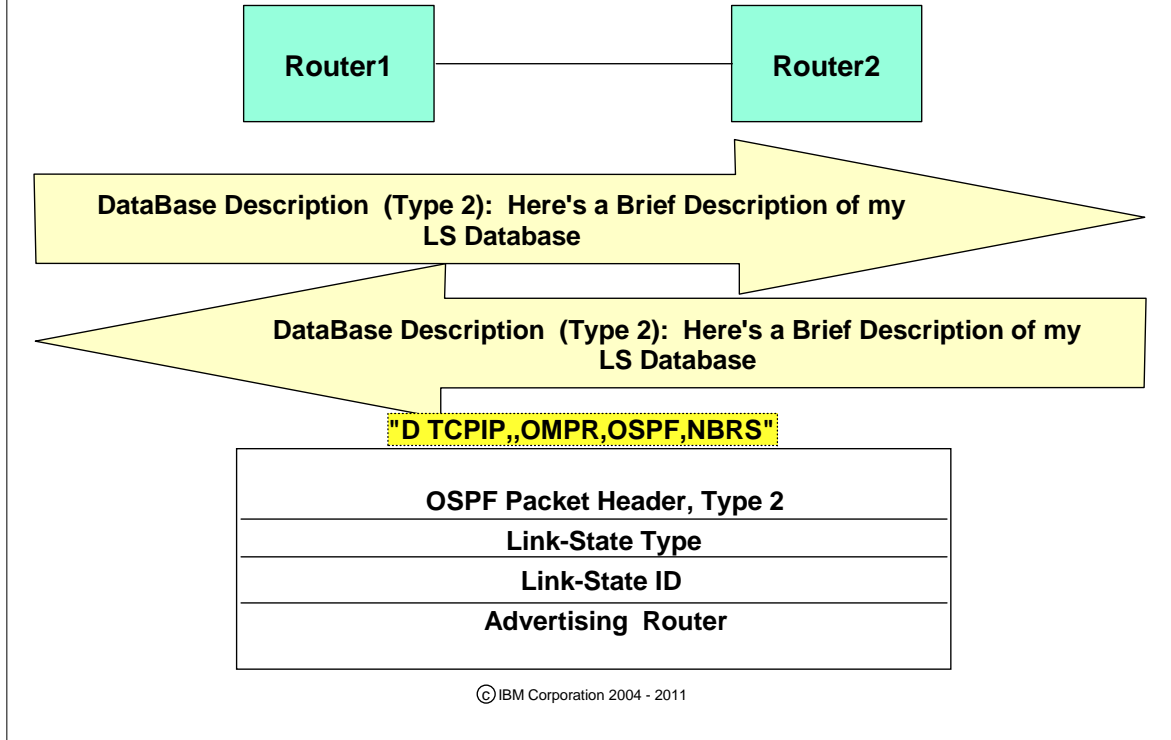 Router1
Router2
DataBase Description (Type 2): Here's a Brief Description of my
LS Database
DataBase Description (Type 2): Here's a Brief Description of my
LS Database
"D TCPIP,,OMPR,OSPF,NBRS"
OSPF Packet Header, Type 2
Link-State Type
Link-State ID
Advertising Router
© IBM Corporation 2004 - 2011